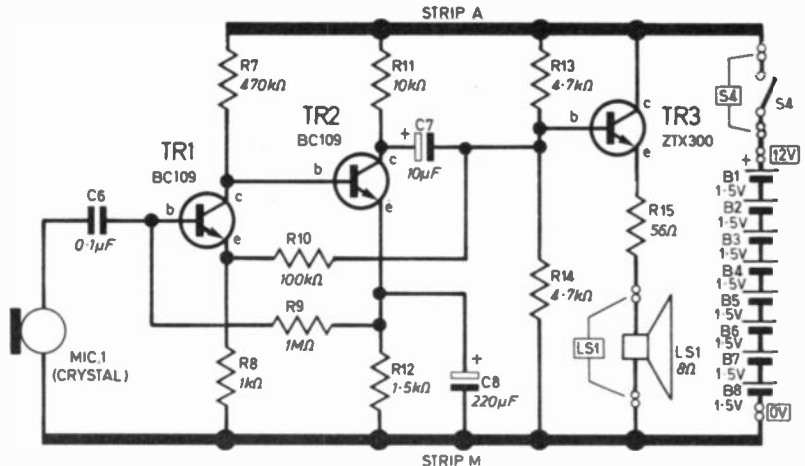 STRIP A
R7
470kΩ
R11
10kΩ
R13
4·7kΩ
S4
S4
TR1
BC109
TR2
BC109
C7
+
10μF
TR3
ZTX300
b
c
e
b
c
e
b
c
e
C6
0·1μF
R10
100kΩ
R9
1MΩ
R8
1kΩ
R12
1·5kΩ
+
C8
220μF
R14
4·7kΩ
R15
56Ω
LS1
LS1
8Ω
MIC.1
(CRYSTAL)
12V
+
B1
1·5V
B2
1·5V
B3
1·5V
B4
1·5V
B5
1·5V
B6
1·5V
B7
1·5V
B8
1·5V
0V
STRIP M